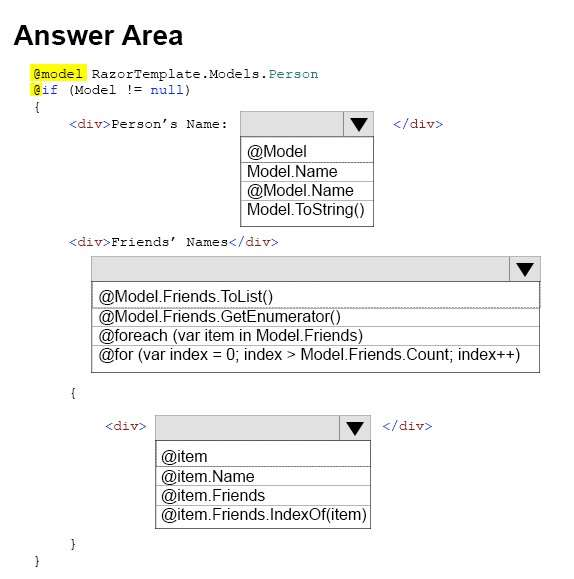 Answer Area
@model RazorTemplate.Models.Person
@if (Model != null)
{
<div>Person’s Name: </div>
@Model
Model.Name
@Model.Name
Model.ToString()
<div>Friends’ Names</div>
@Model.Friends.ToList()
@Model.Friends.GetEnumerator()
@foreach (var item in Model.Friends)
@for (var index = 0; index > Model.Friends.Count; index++)
{
<div> </div>
@item
@item.Name
@item.Friends
@item.Friends.IndexOf(item)
}
}